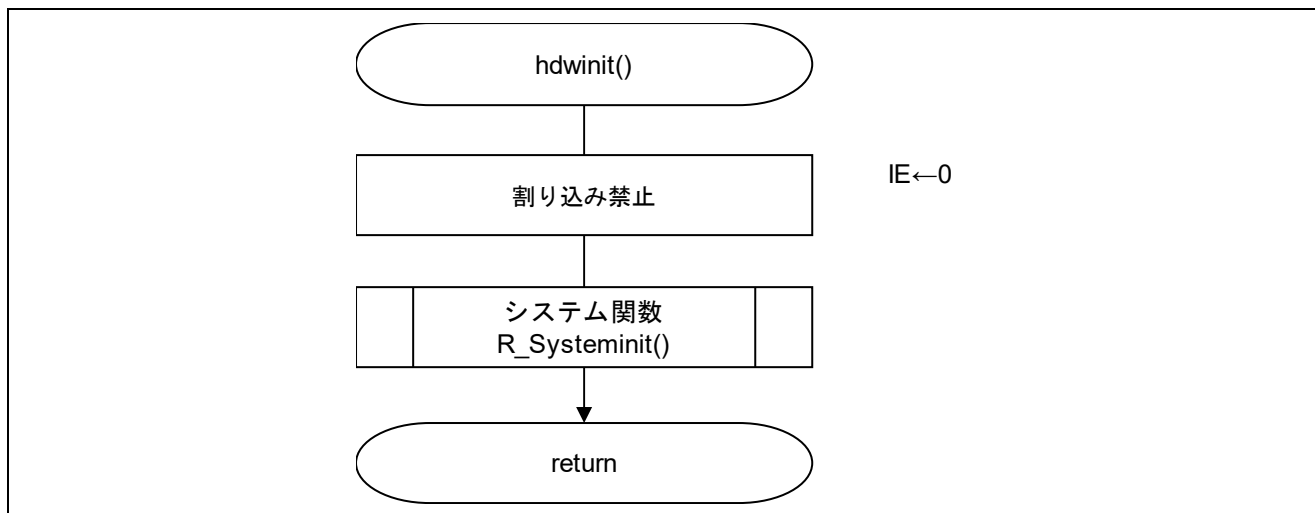 hdwinit()
割り込み禁止
IE←0
システム関数
R_Systeminit()
return